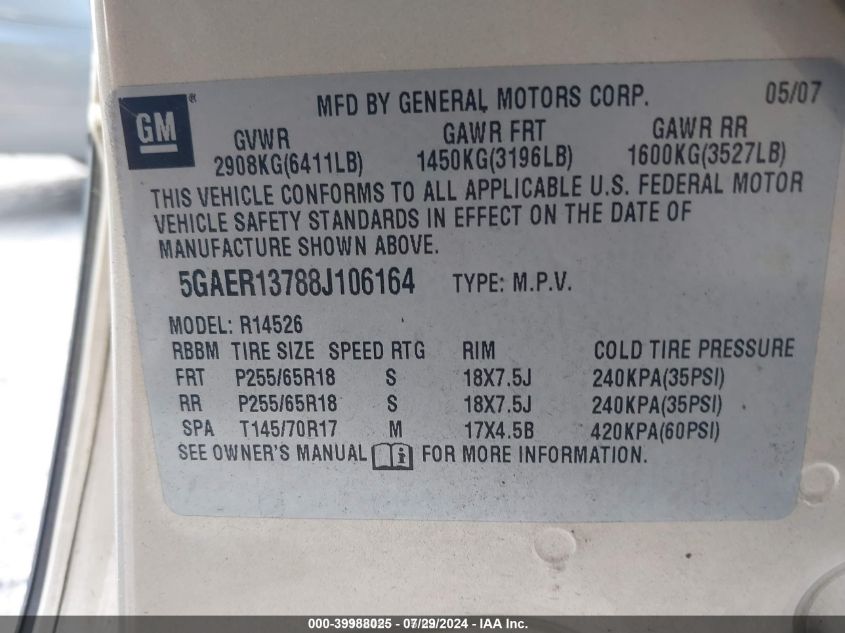 MFD BY GENERAL MOTORS CORP. 05/07
GM®
GVWR GAWR FRT GAWR RR
2908KG(6411LB) 1450KG(3196LB) 1600KG(3527LB)
THIS VEHICLE CONFORMS TO ALL APPLICABLE U.S. FEDERAL MOTOR
VEHICLE SAFETY STANDARDS IN EFFECT ON THE DATE OF
MANUFACTURE SHOWN ABOVE.
5GAER13788J106164 TYPE: M.P.V.
MODEL: R14526
RBBM TIRE SIZE SPEED RTG RIM COLD TIRE PRESSURE
FRT P255/65R18 S 18X7.5J 240KPA(35PSI)
RR P255/65R18 S 18X7.5J 240KPA(35PSI)
SPA T145/70R17 M 17X4.5B 420KPA(60PSI)
SEE OWNER'S MANUAL i FOR MORE INFORMATION.
000-39988025 - 07/29/2024 - IAA Inc.